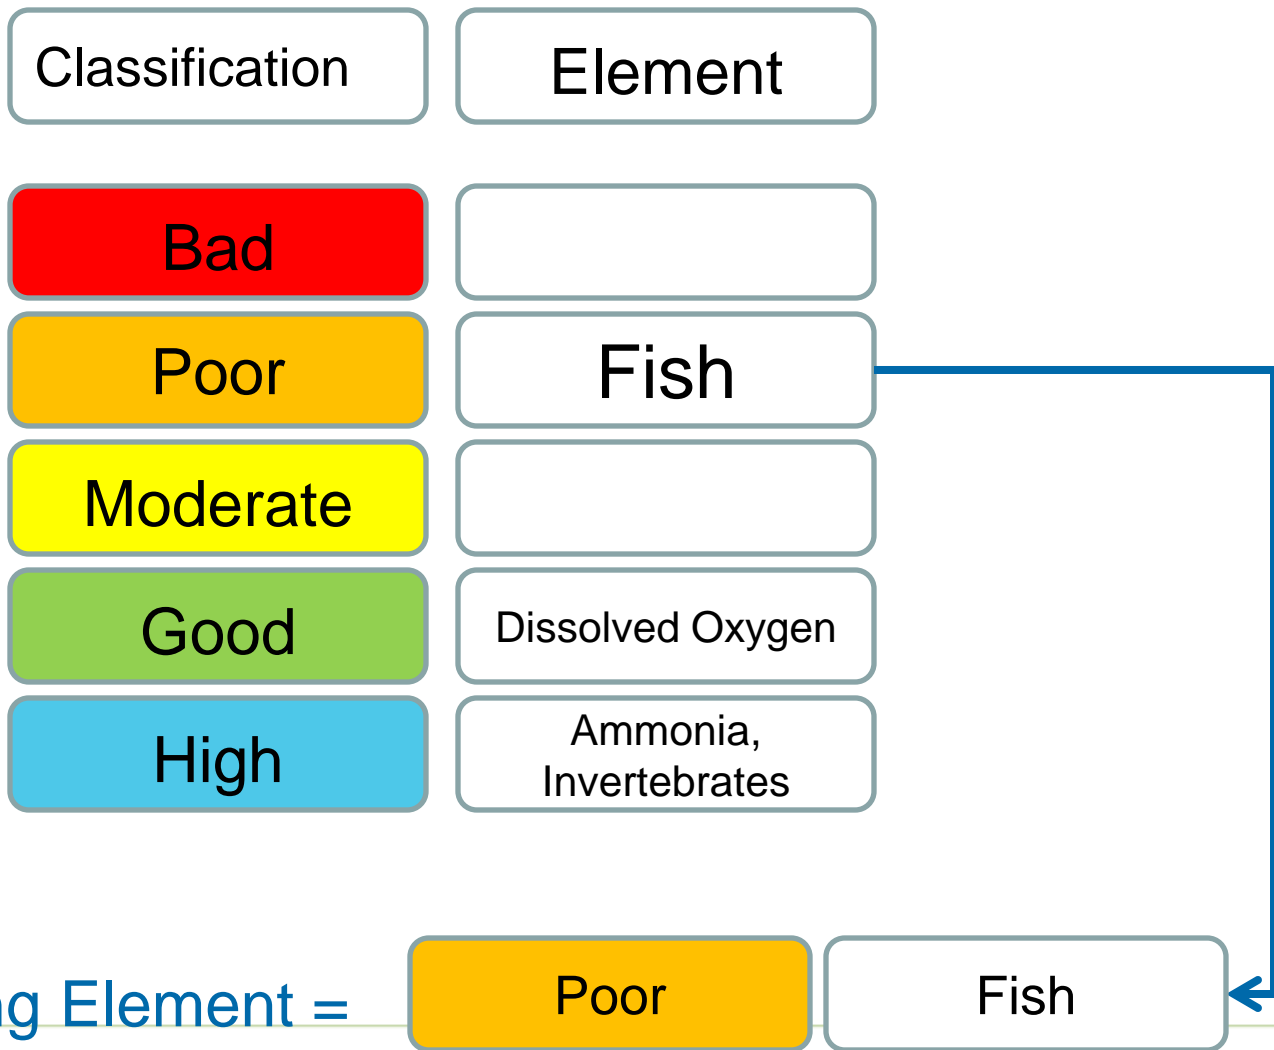 Classification Element
Bad
Poor Fish
Moderate
Good Dissolved Oxygen
High Ammonia,
Invertebrates
Element = Poor Fish